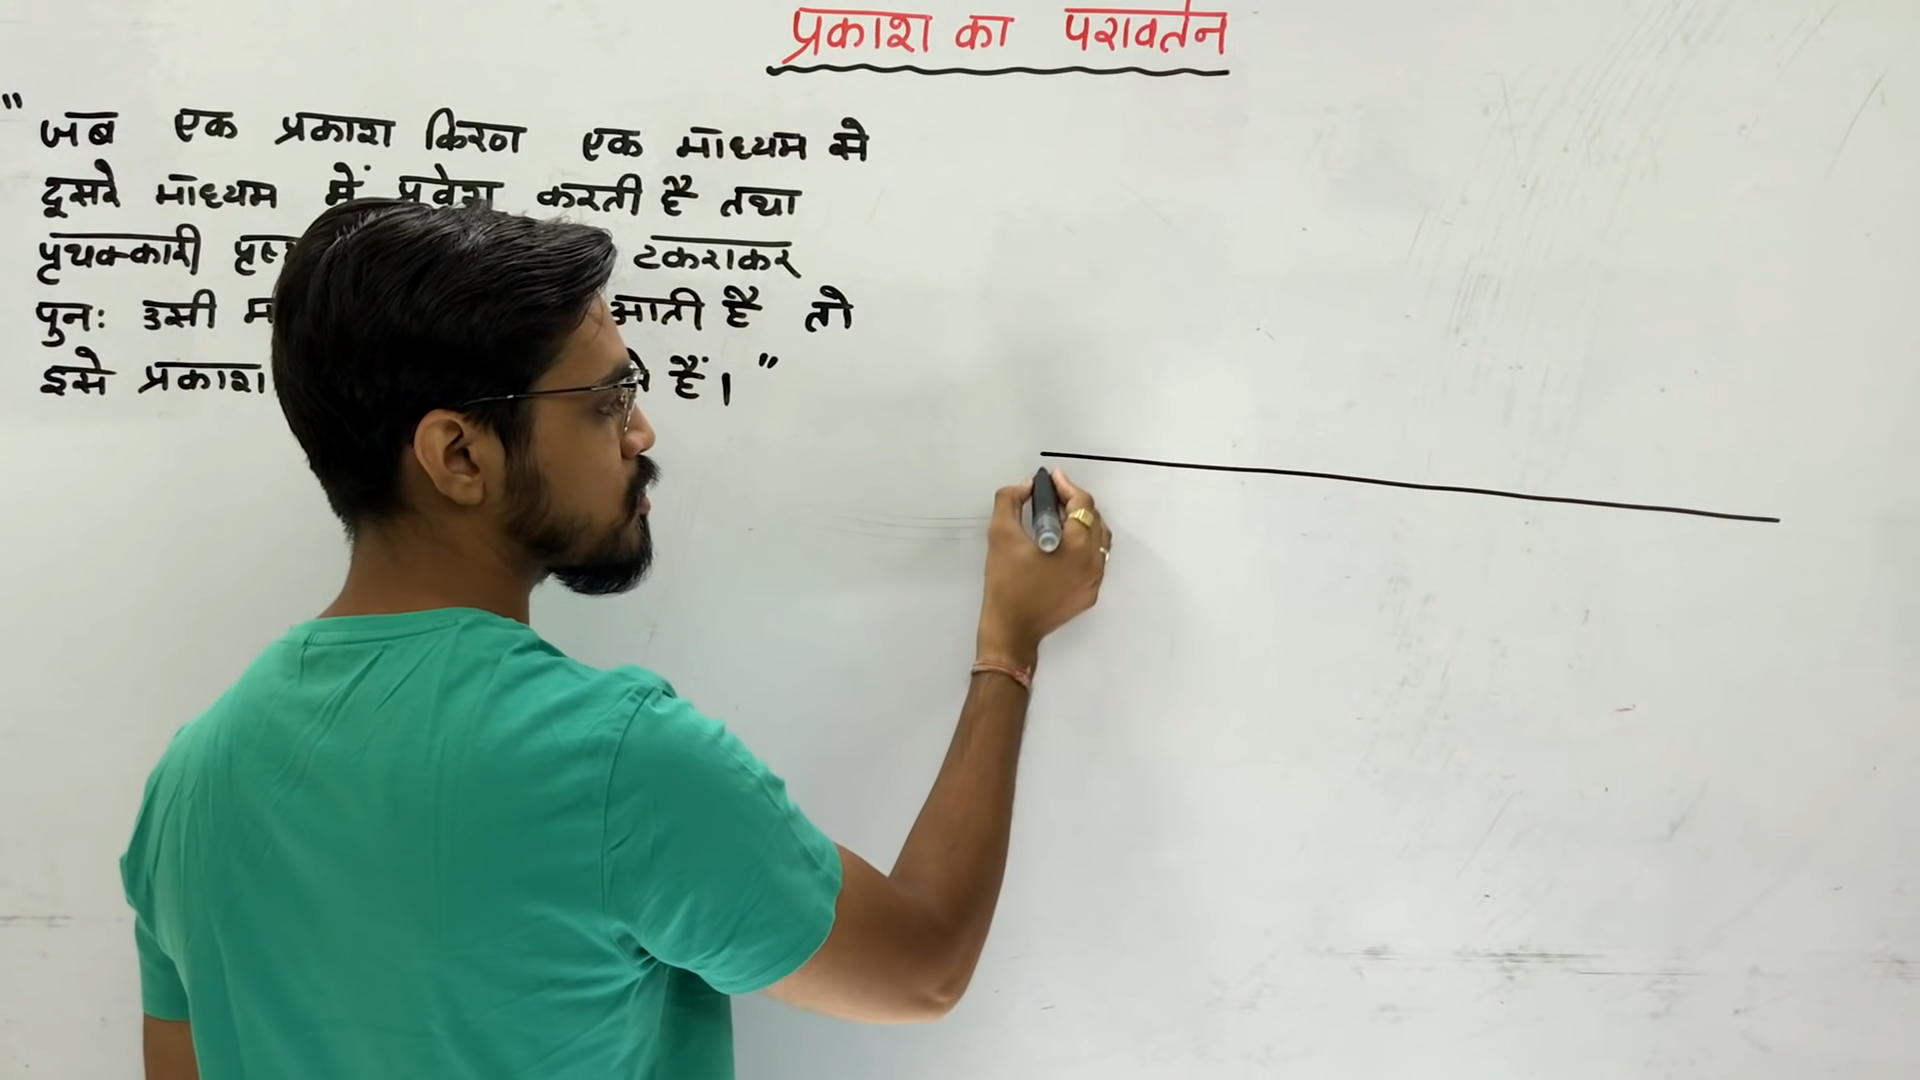 प्रकाश का परावर्तन
" जब एक प्रकाश किरण एक माध्यम से
दूसरे माध्यम में प्रवेश करती है तथा
पृथक्कारी टकराकर
पुनः उसी आती है तो
इसे प्रकाश हैं। "